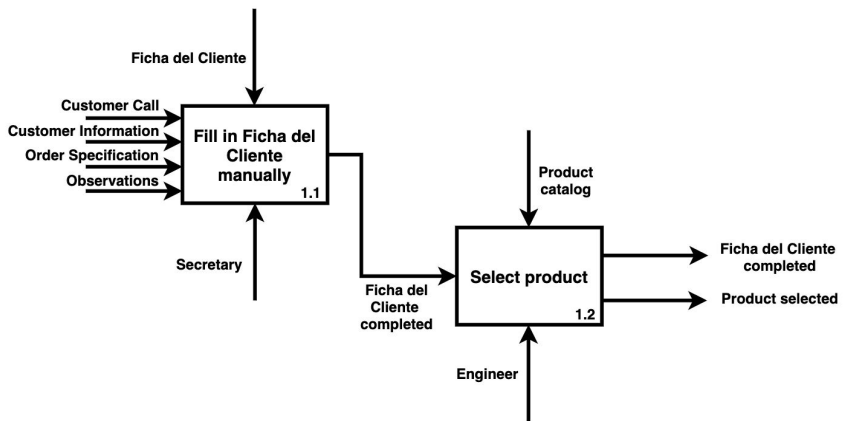 Ficha del Cliente
Customer Call
Customer Information
Order Specification
Observations
Fill in Ficha del
Cliente
manually
1.1
Secretary
Ficha del
Cliente
completed
Product
catalog
Select product
1.2
Engineer
Ficha del Cliente
completed
Product selected